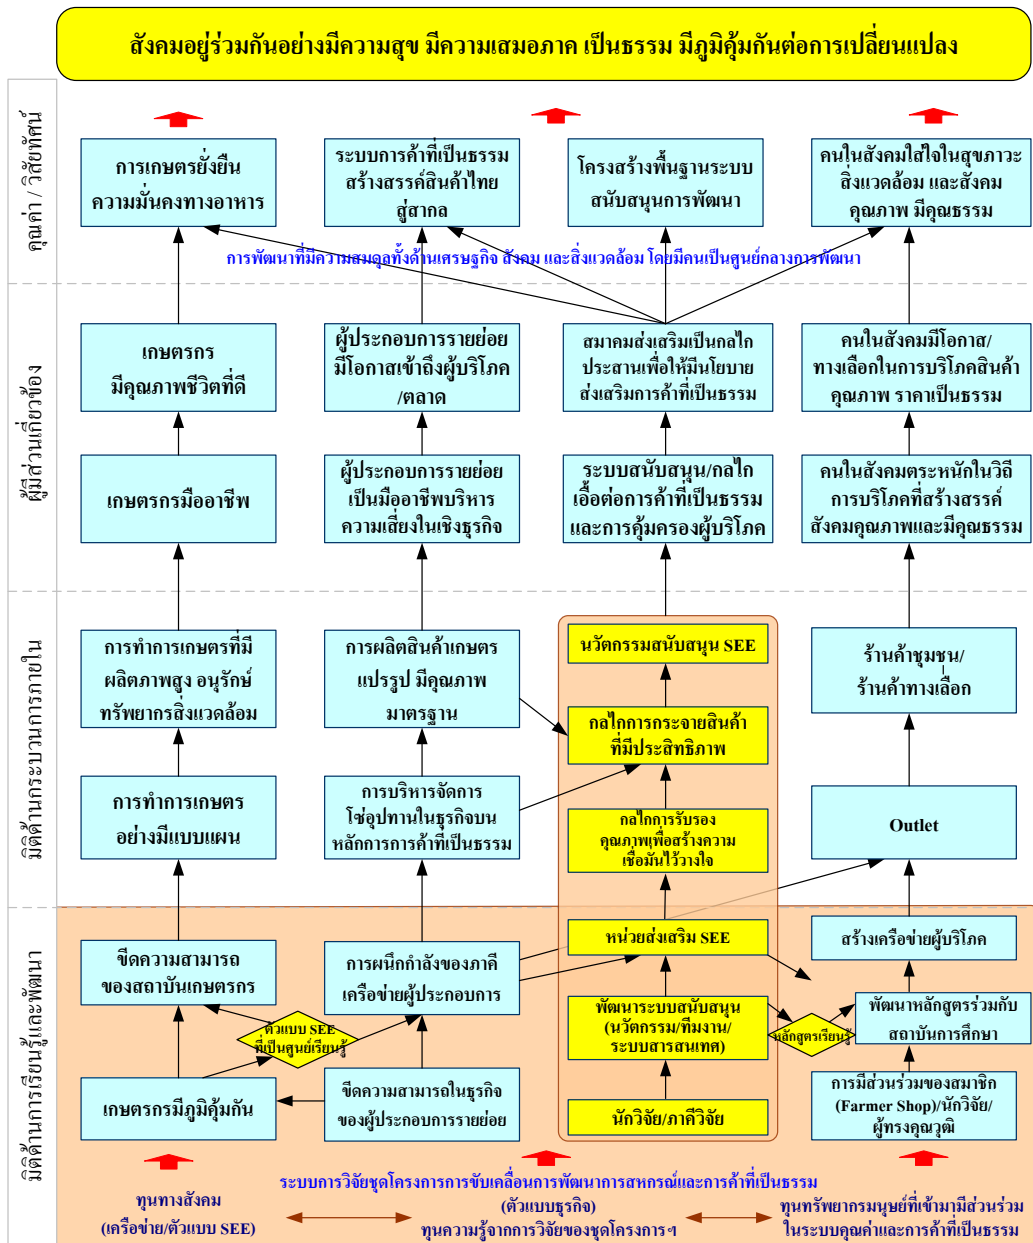 สังคมอยู่ร่วมกันอย่างมีความสุข มีความเสมอภาค เป็นธรรม มีภูมิคุ้มกันต่อการเปลี่ยนแปลง
คุณค่า / วิสัยทัศน์
การเกษตรยั่งยืน
ความมั่นคงทางอาหาร
ระบบการค้าที่เป็นธรรม
สร้างสรรค์สินค้าไทย
สู่สากล
โครงสร้างพื้นฐานระบบ
สนับสนุนการพัฒนา
คนในสังคมใส่ใจในสุขภาวะ
สิ่งแวดล้อม และสังคม
คุณภาพ มีคุณธรรม
การพัฒนาที่มีความสมดุลทั้งด้านเศรษฐกิจ สังคม และสิ่งแวดล้อม โดยมีคนเป็นศูนย์กลางการพัฒนา
ผู้มีส่วนเกี่ยวข้อง
เกษตรกร
มีคุณภาพชีวิตที่ดี
ผู้ประกอบการรายย่อย
มีโอกาสเข้าถึงผู้บริโภค
/ตลาด
สมาคมส่งเสริมเป็นกลไก
ประสานเพื่อให้มีนโยบาย
ส่งเสริมการค้าที่เป็นธรรม
คนในสังคมมีโอกาส/
ทางเลือกในการบริโภคสินค้า
คุณภาพ ราคาเป็นธรรม
เกษตรกรมืออาชีพ
ผู้ประกอบการรายย่อย
เป็นมืออาชีพบริหาร
ความเสี่ยงในเชิงธุรกิจ
ระบบสนับสนุน/กลไก
เอื้อต่อการค้าที่เป็นธรรม
และการคุ้มครองผู้บริโภค
คนในสังคมตระหนักในวิถี
การบริโภคที่สร้างสรรค์
สังคมคุณภาพและมีคุณธรรม
มิติด้านกระบวนการภายใน
การทำการเกษตรที่มี
ผลิตภาพสูง อนุรักษ์
ทรัพยากรสิ่งแวดล้อม
การผลิตสินค้าเกษตร
แปรรูป มีคุณภาพ
มาตรฐาน
นวัตกรรมสนับสนุน SEE
กลไกการกระจายสินค้า
ที่มีประสิทธิภาพ
ร้านค้าชุมชน/
ร้านค้าทางเลือก
การทำการเกษตร
อย่างมีแบบแผน
การบริหารจัดการ
โซ่อุปทานในธุรกิจบน
หลักการการค้าที่เป็นธรรม
กลไกการรับรอง
คุณภาพเพื่อสร้างความ
เชื่อมั่นไว้วางใจ
Outlet
มิติด้านการเรียนรู้และพัฒนา
ขีดความสามารถ
ของสถาบันเกษตรกร
การผนึกกำลังของภาคี
เครือข่ายผู้ประกอบการ
หน่วยส่งเสริม SEE
สร้างเครือข่ายผู้บริโภค
ตัวแบบ SEE
ที่เป็นศูนย์เรียนรู้
พัฒนาระบบสนับสนุน
(นวัตกรรม/ทีมงาน/
ระบบสารสนเทศ)
หลักสูตรเรียนรู้
พัฒนาหลักสูตรร่วมกับ
สถาบันการศึกษา
เกษตรกรมีภูมิคุ้มกัน
ขีดความสามารถในธุรกิจ
ของผู้ประกอบการรายย่อย
นักวิจัย/ภาคีวิจัย
การมีส่วนร่วมของสมาชิก
(Farmer Shop)/นักวิจัย/
ผู้ทรงคุณวุฒิ
ทุนทางสังคม
(เครือข่าย/ตัวแบบ SEE)
ระบบการวิจัยชุดโครงการการขับเคลื่อนการพัฒนาการสหกรณ์และการค้าที่เป็นธรรม
(ตัวแบบธุรกิจ)
ทุนความรู้จากการวิจัยของชุดโครงการฯ
ทุนทรัพยากรมนุษย์ที่เข้ามามีส่วนร่วม
ในระบบคุณค่าและการค้าที่เป็นธรรม